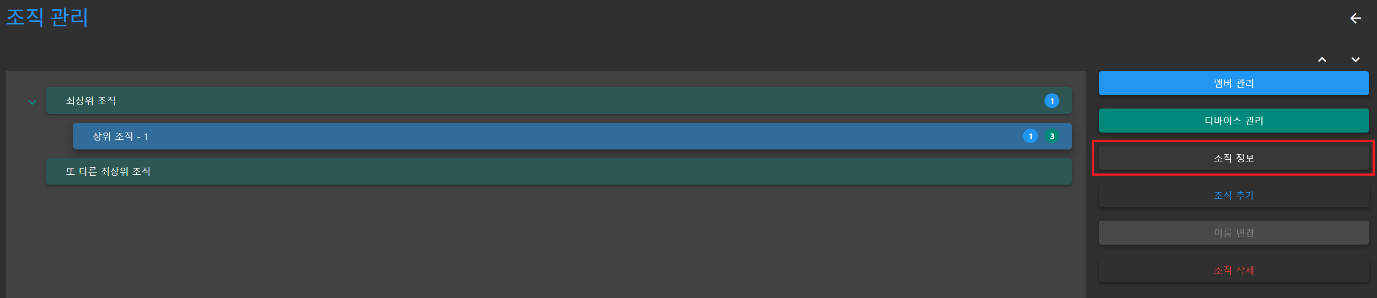 조직 관리
멤버 관리
최상위 조직
1
디바이스 관리
상위 조직 - 1
1 3
조직 정보
또 다른 최상위 조직
조직 추가
이름 변경
조직 삭제